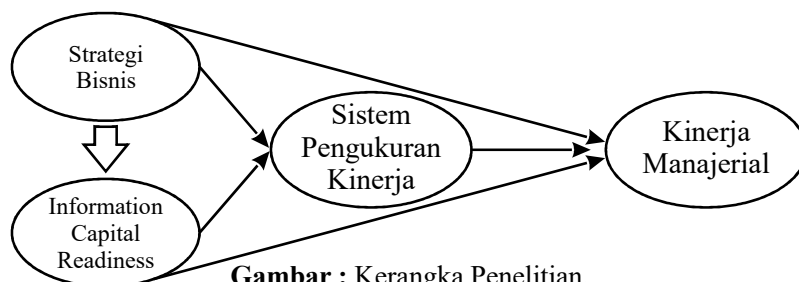 Strategi
Bisnis
Sistem
Pengukuran
Kinerja
Kinerja
Manajerial
Information
Capital
Readiness
Gambar : Kerangka Penelitian